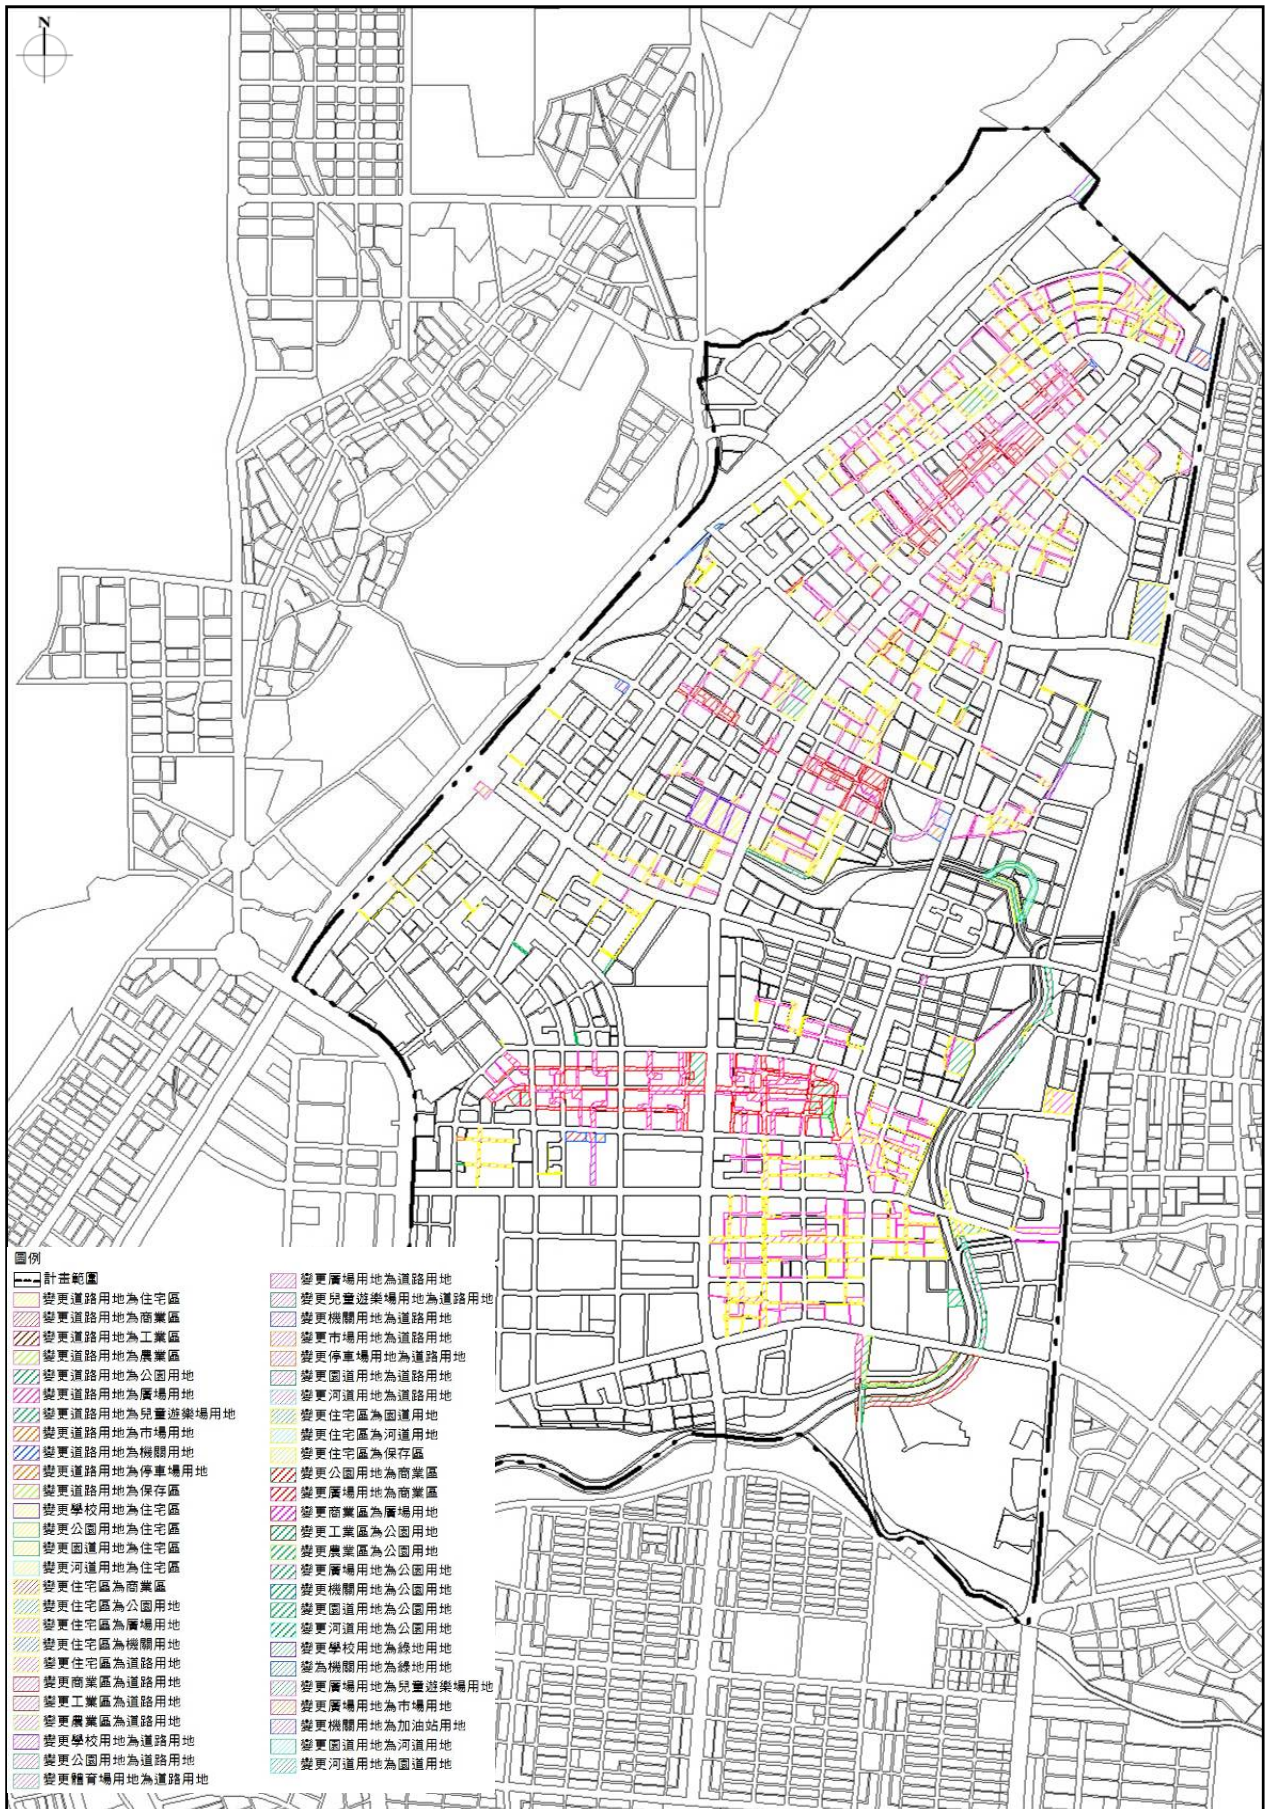 N
圖例
計畫範圍
變更道路用地為住宅區
變更道路用地為商業區
變更道路用地為工業區
變更道路用地為農業區
變更道路用地為公園用地
變更道路用地為廣場用地
變更道路用地為兒童遊樂場用地
變更道路用地為市場用地
變更道路用地為機關用地
變更道路用地為停車場用地
變更道路用地為保存區
變更學校用地為住宅區
變更公園用地為住宅區
變更園道用地為住宅區
變更河道用地為住宅區
變更住宅區為商業區
變更住宅區為公園用地
變更住宅區為廣場用地
變更住宅區為機關用地
變更住宅區為道路用地
變更商業區為道路用地
變更工業區為道路用地
變更農業區為道路用地
變更學校用地為道路用地
變更公園用地為道路用地
變更體育場用地為道路用地
變更廣場用地為道路用地
變更兒童遊樂場用地為道路用地
變更機關用地為道路用地
變更市場用地為道路用地
變更停車場用地為道路用地
變更園道用地為道路用地
變更河道用地為道路用地
變更住宅區為園道用地
變更住宅區為河道用地
變更住宅區為保存區
變更公園用地為商業區
變更廣場用地為商業區
變更商業區為廣場用地
變更工業區為公園用地
變更農業區為公園用地
變更廣場用地為公園用地
變更機關用地為公園用地
變更園道用地為公園用地
變更河道用地為公園用地
變更學校用地為綠地用地
變為機關用地為綠地用地
變更廣場用地為兒童遊樂場用地
變更廣場用地為市場用地
變更機關用地為加油站用地
變更園道用地為河道用地
變更河道用地為園道用地